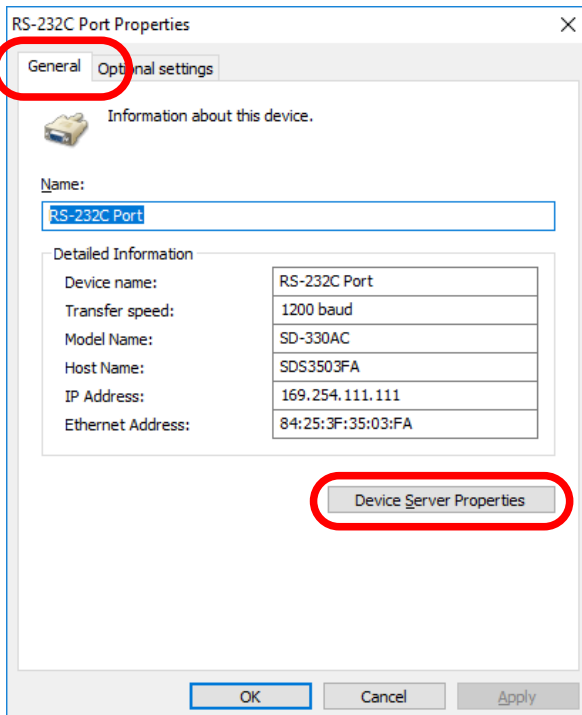 RS-232C Port Properties
General
Optional settings
Information about this device.
Name:
RS-232C Port
Detailed Information
Device name: RS-232C Port
Transfer speed: 1200 baud
Model Name: SD-330AC
Host Name: SDS3503FA
IP Address: 169.254.111.111
Ethernet Address: 84:25:3F:35:03:FA
Device Server Properties
OK Cancel Apply